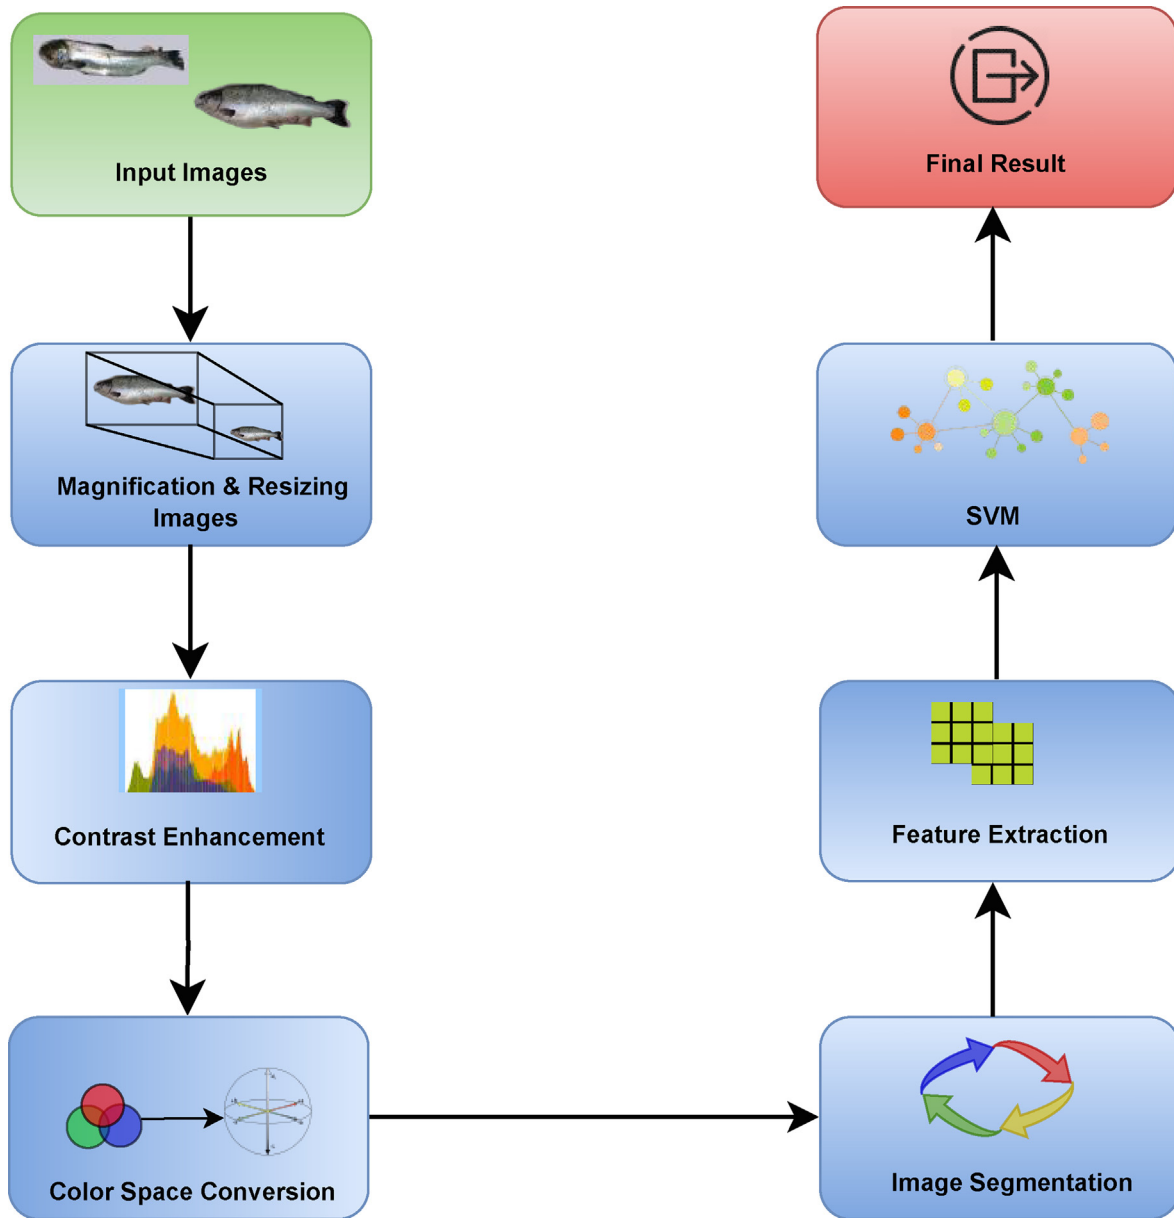 Input Images
Magnification & Resizing
Images
Contrast Enhancement
Color Space Conversion
Image Segmentation
Feature Extraction
SVM
Final Result